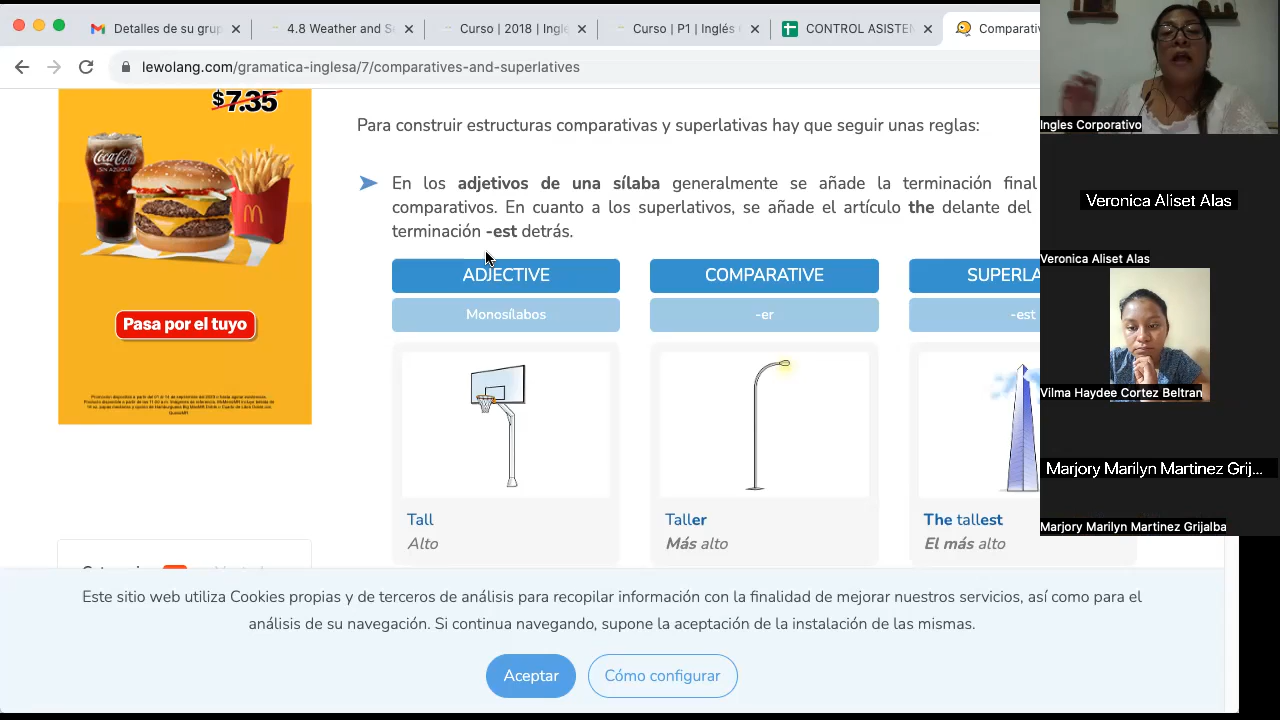 Detalles de su grup
4.8 Weather and S
Curso | 2018 | Ingle
Curso | P1 | Inglés
CONTROL ASISTEN
Comparativ
lewolang.com/gramatica-inglesa/7/comparatives-and-superlatives
$7.35
Coca-Cola
SIN AZÚCAR
Pasa por el tuyo
Para construir estructuras comparativas y superlativas hay que seguir unas reglas:
En los adjetivos de una sílaba generalmente se añade la terminación final
comparativos. En cuanto a los superlativos, se añade el artículo the delante del
terminación -est detrás.
ADJECTIVE
COMPARATIVE
SUPERLA
Monosílabos
-er
-est
Tall
Alto
Taller
Más alto
The tallest
El más alto
Este sitio web utiliza Cookies propias y de terceros de análisis para recopilar información con la finalidad de mejorar nuestros servicios, así como para el
análisis de su navegación. Si continua navegando, supone la aceptación de la instalación de las mismas.
Aceptar
Cómo configurar
Ingles Corporativo
Veronica Aliset Alas
Veronica Aliset Alas
Vilma Haydee Cortez Beltran
Marjory Marilyn Martinez Grij...
Marjory Marilyn Martinez Grijalba